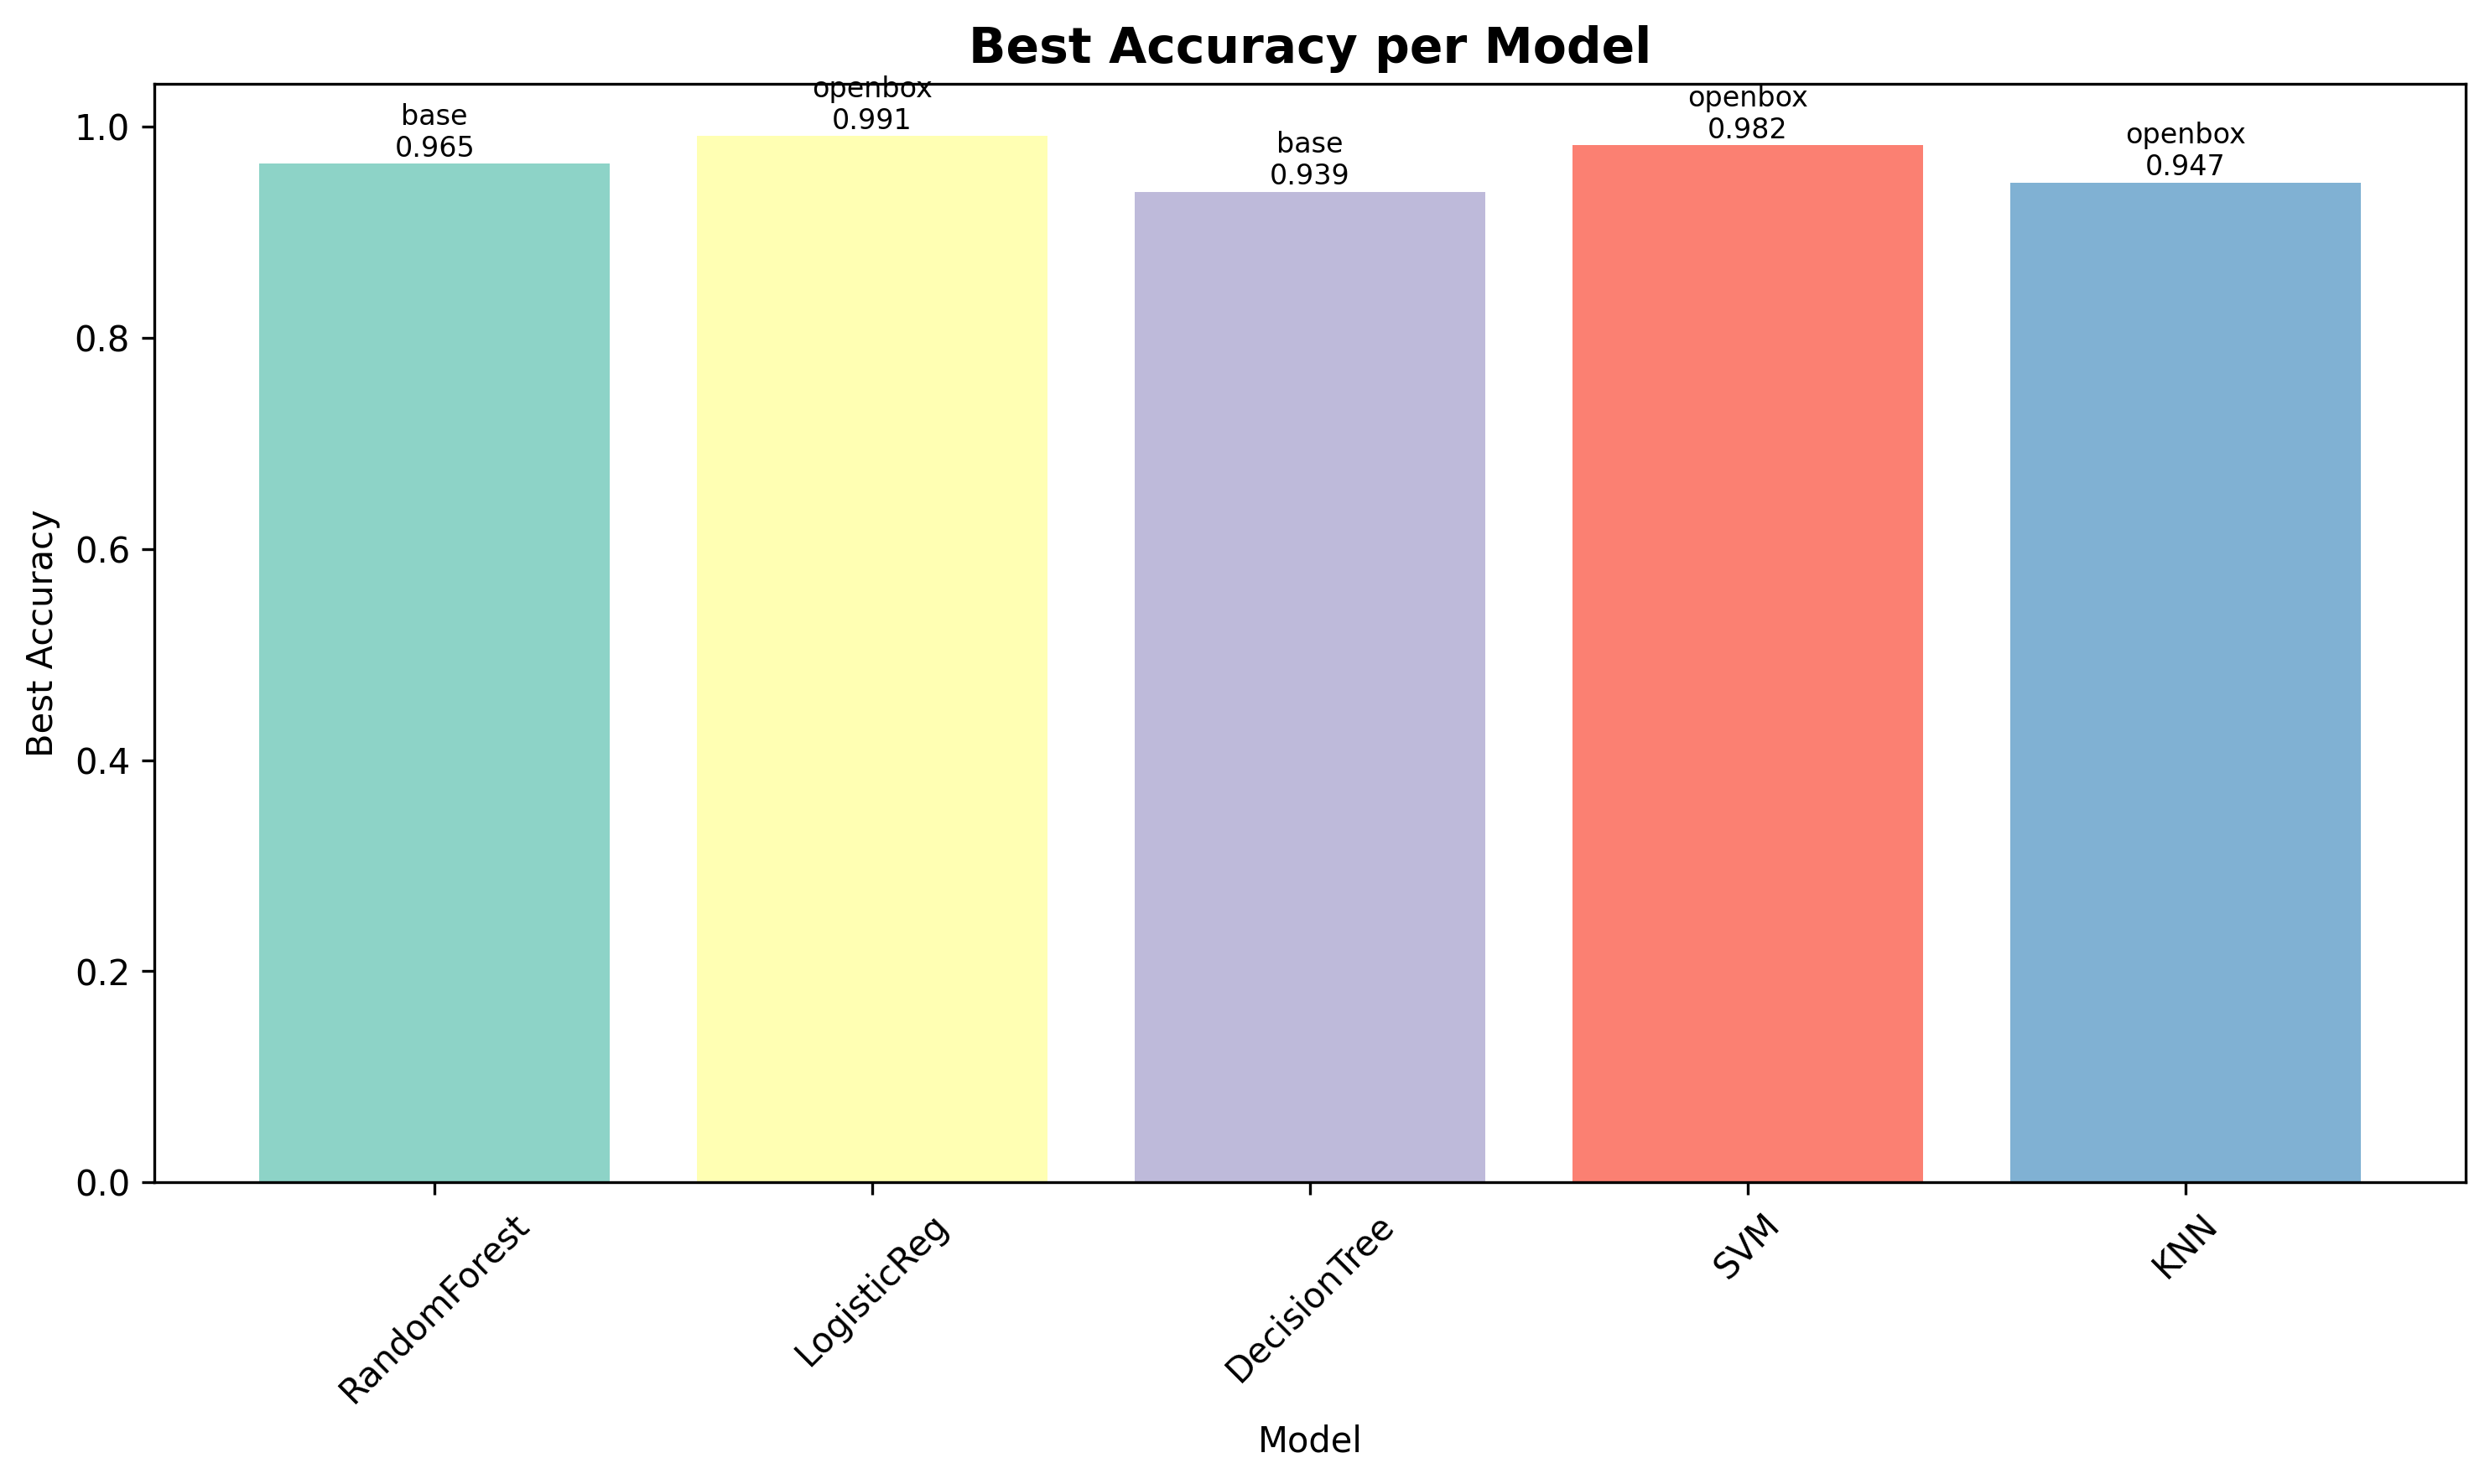 Best Accuracy per Model
openbox
0.991
openbox
0.982
base
0.965
openbox
0.947
base
0.939
1.0
0.8
0.6
0.4
0.2
0.0
Best Accuracy
RandomForest
LogisticReg
DecisionTree
SVM
KNN
Model